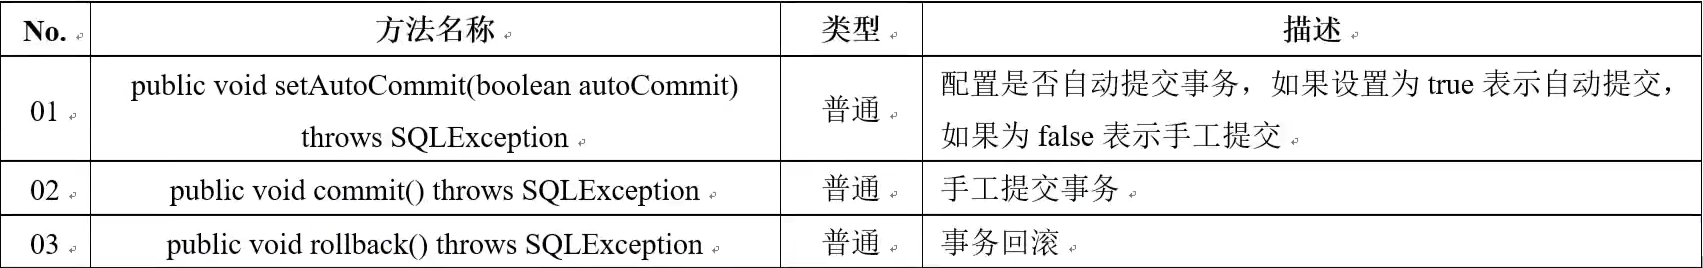 No. 方法名称 类型 描述
01 public void setAutoCommit(boolean autoCommit) throws SQLException 普通 配置是否自动提交事务，如果设置为 true 表示自动提交，
如果为 false 表示手工提交
02 public void commit() throws SQLException 普通 手工提交事务
03 public void rollback() throws SQLException 普通 事务回滚